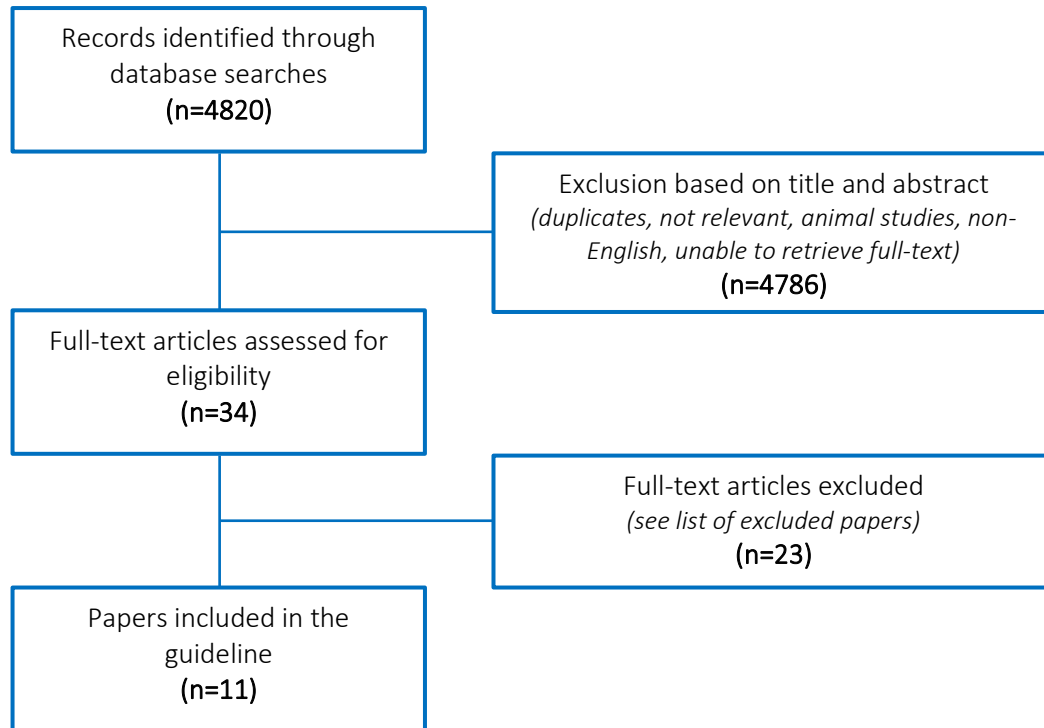 Records identified through
database searches
(n=4820)
Exclusion based on title and abstract
(duplicates, not relevant, animal studies, non-
English, unable to retrieve full-text)
(n=4786)
Full-text articles assessed for
eligibility
(n=34)
Full-text articles excluded
(see list of excluded papers)
(n=23)
Papers included in the
guideline
(n=11)